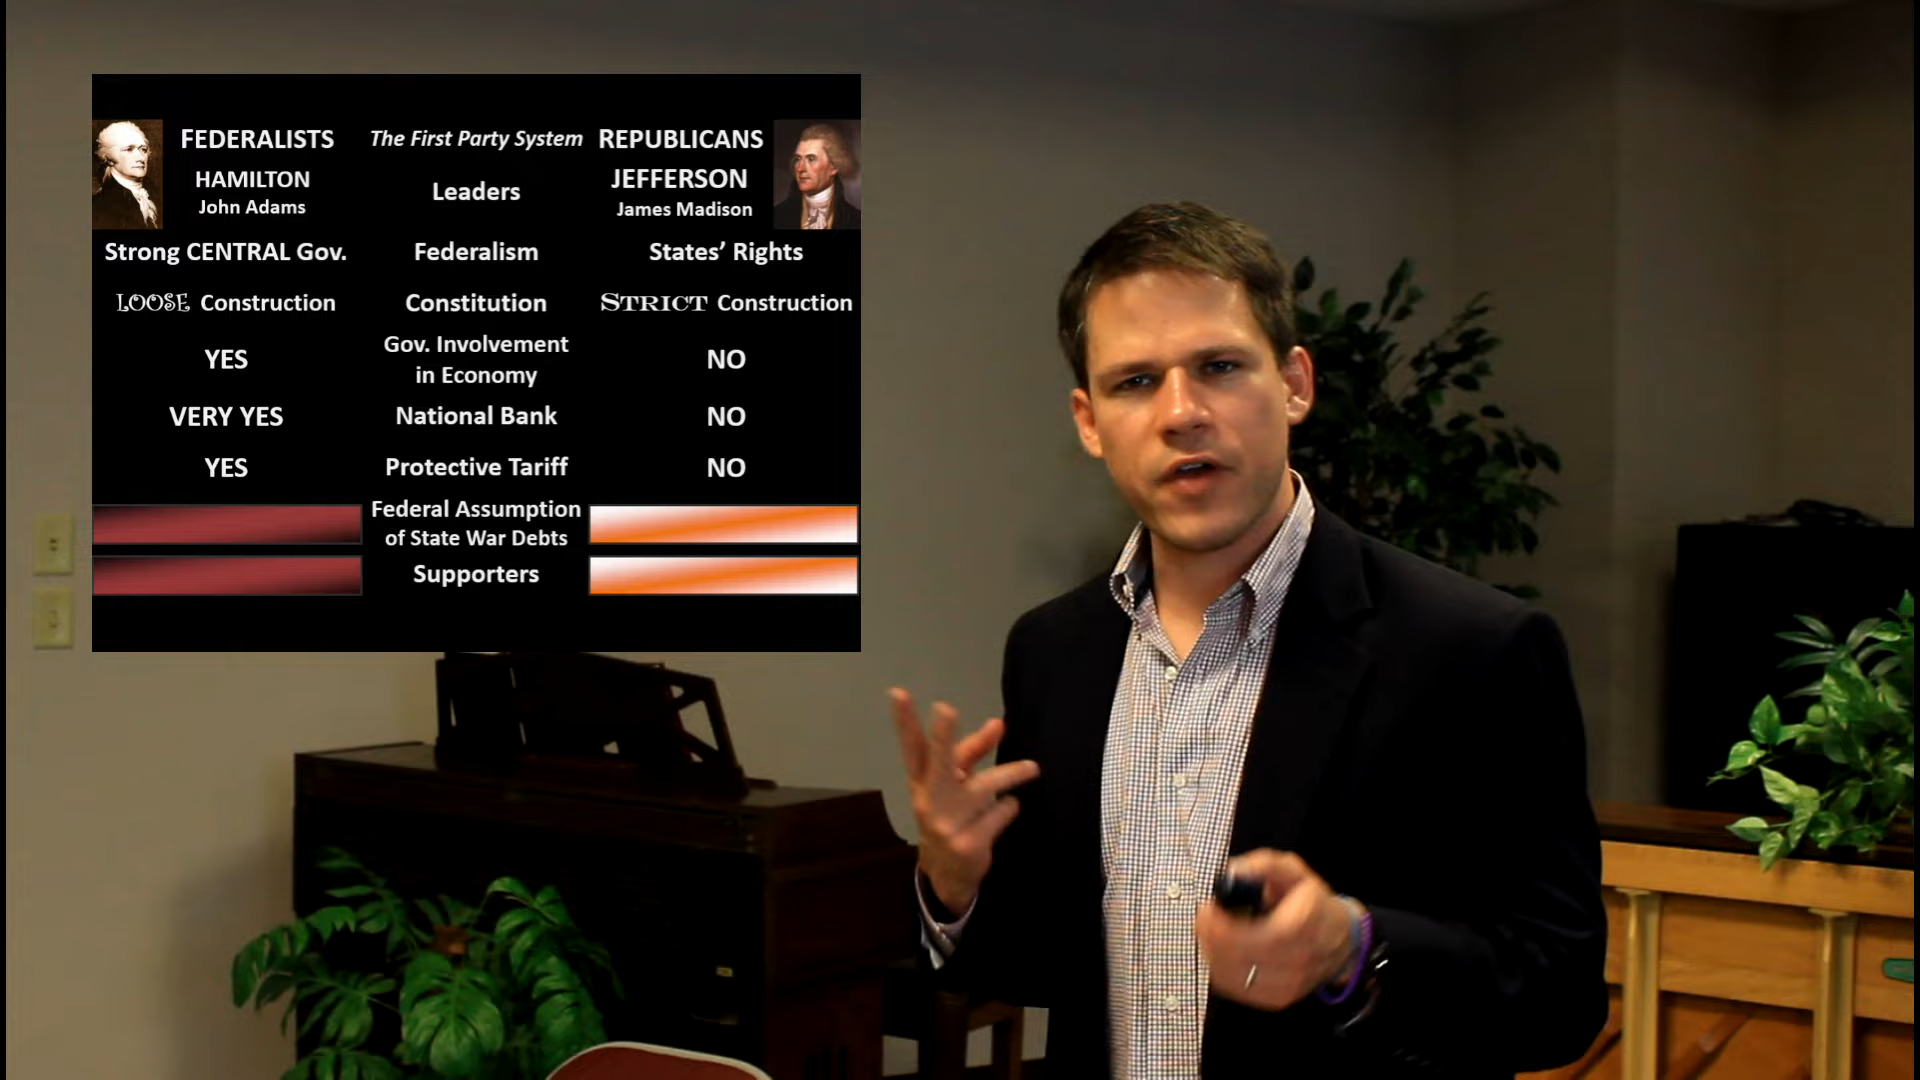 FEDERALISTS The First Party System REPUBLICANS
HAMILTON Leaders JEFFERSON
John Adams James Madison
Strong CENTRAL Gov. Federalism States’ Rights
LOOSE Construction Constitution STRICT Construction
YES Gov. Involvement NO
in Economy
VERY YES National Bank NO
YES Protective Tariff NO
Federal Assumption
of State War Debts
Supporters